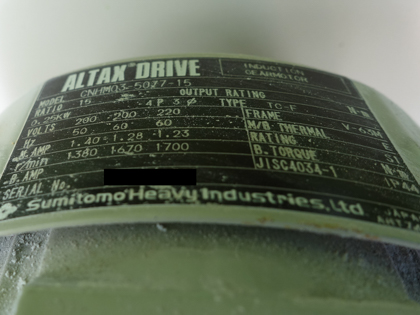 ALTAX® DRIVE INDUCTION GEARMOTOR
MODEL CNHM03-5077-15
RATIO 15 OUTPUT RATING
.25KW 4P 3Φ TYPE TC-F
VOLTS 200 200 220 FRAME
Hz 50 60 60 M/B THERMAL
N.AMP 1.40 1.28 1.23 RATING
r/min 1380 1670 1700 B. TORQUE
B. AMP JISC4034-1
SERIAL No.
Sumitomo Heavy Industries, Ltd.